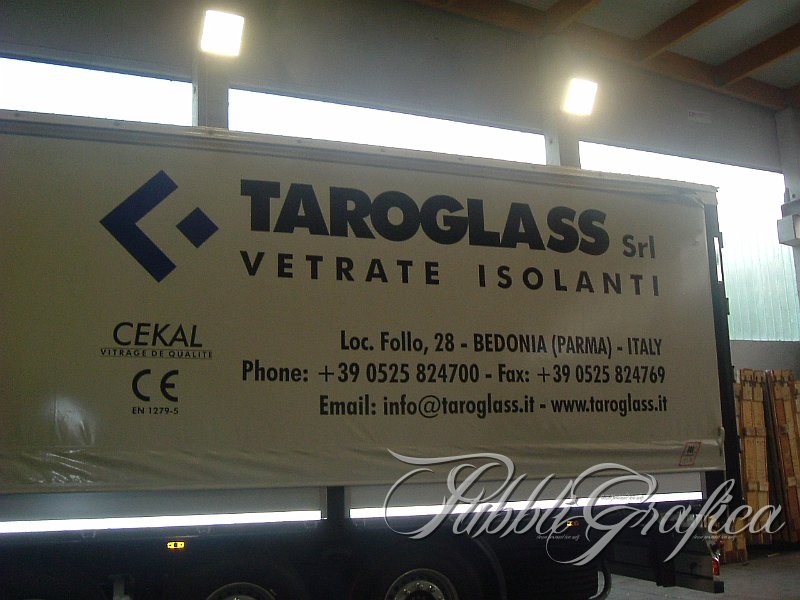 TAROGLASS Srl
VETRATE ISOLANTI
CEKAL
VITRAGE DE QUALITE
CE
EN 1279-5
Loc. Follo, 28 - BEDONIA (PARMA) - ITALY
Phone: +39 0525 824700 - Fax: +39 0525 824769
Email: info@taroglass.it - www.taroglass.it
PubbliGrafica